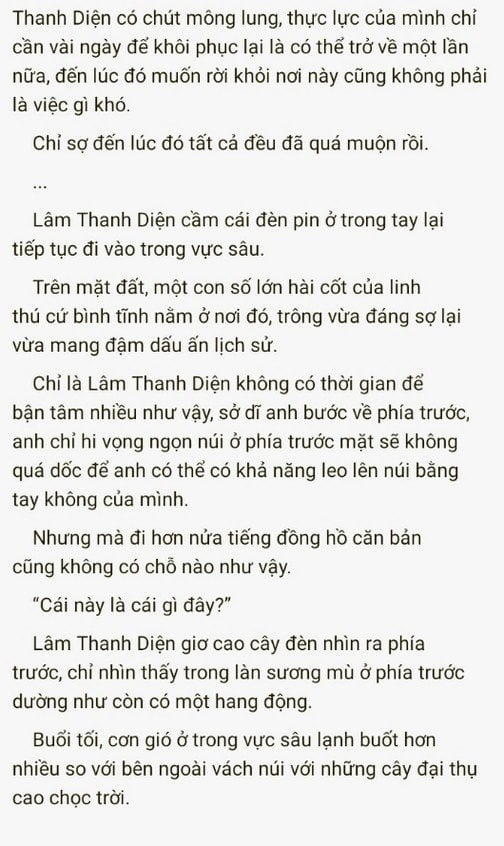 Thanh Diện có chút mông lung, thực lực của mình chỉ
cần vài ngày để khôi phục lại là có thể trở về một lần
nữa, đến lúc đó muốn rời khỏi nơi này cũng không phải
là việc gì khó.
Chỉ sợ đến lúc đó tất cả đều đã quá muộn rồi.
...
Lâm Thanh Diện cầm cái đèn pin ở trong tay lại
tiếp tục đi vào trong vực sâu.
Trên mặt đất, một con số lớn hài cốt của linh
thú cứ bình tĩnh nằm ở nơi đó, trông vừa đáng sợ lại
vừa mang đậm dấu ấn lịch sử.
Chỉ là Lâm Thanh Diện không có thời gian để
bận tâm nhiều như vậy, sở dĩ anh bước về phía trước,
anh chỉ hi vọng ngọn núi ở phía trước mặt sẽ không
quá dốc để anh có thể có khả năng leo lên núi bằng
tay không của mình.
Nhưng mà đi hơn nửa tiếng đồng hồ căn bản
cũng không có chỗ nào như vậy.
“Cái này là cái gì đây?”
Lâm Thanh Diện giơ cao cây đèn nhìn ra phía
trước, chỉ nhìn thấy trong làn sương mù ở phía trước
dường như còn có một hang động.
Buổi tối, cơn gió ở trong vực sâu lạnh buốt hơn
nhiều so với bên ngoài vách núi với những cây đại thụ
cao chọc trời.